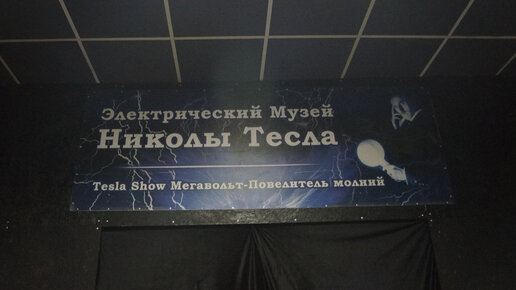 Электрический Музей
Николы Тесла
Tesla Show Мегавольт-Повелитель молний